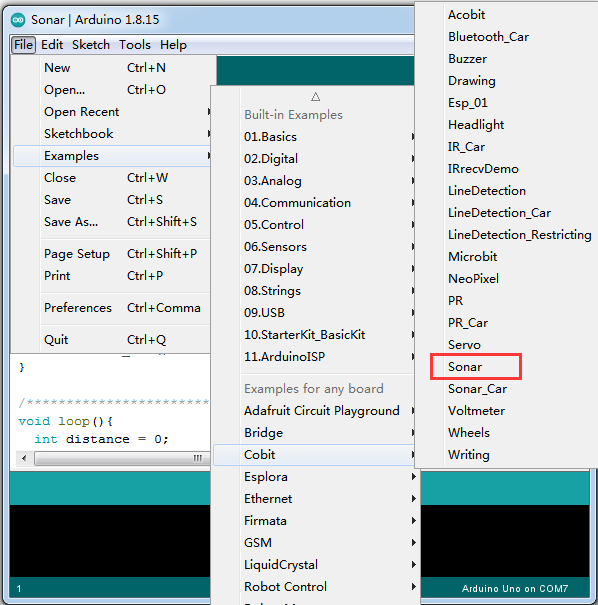 Sonar | Arduino 1.8.15
File Edit Sketch Tools Help
New Ctrl+N
Open... Ctrl+O
Open Recent
Sketchbook
Examples
Close Ctrl+W
Save Ctrl+S
Save As... Ctrl+Shift+S
Page Setup Ctrl+Shift+P
Print Ctrl+P
Preferences Ctrl+Comma
Quit Ctrl+Q
}
/*************************
void loop(){
int distance = 0;
Built-in Examples
01.Basics
02.Digital
03.Analog
04.Communication
05.Control
06.Sensors
07.Display
08.Strings
09.USB
10.StarterKit_BasicKit
11.ArduinoISP
Examples for any board
Adafruit Circuit Playground
Bridge
Cobit
Esplora
Ethernet
Firmata
GSM
LiquidCrystal
Robot Control
Acobit
Bluetooth_Car
Buzzer
Drawing
Esp_01
Headlight
IR_Car
IRrecvDemo
LineDetection
LineDetection_Car
LineDetection_Restricting
Microbit
NeoPixel
PR
PR_Car
Servo
Sonar
Sonar_Car
Voltmeter
Wheels
Writing
1
Arduino Uno on COM7